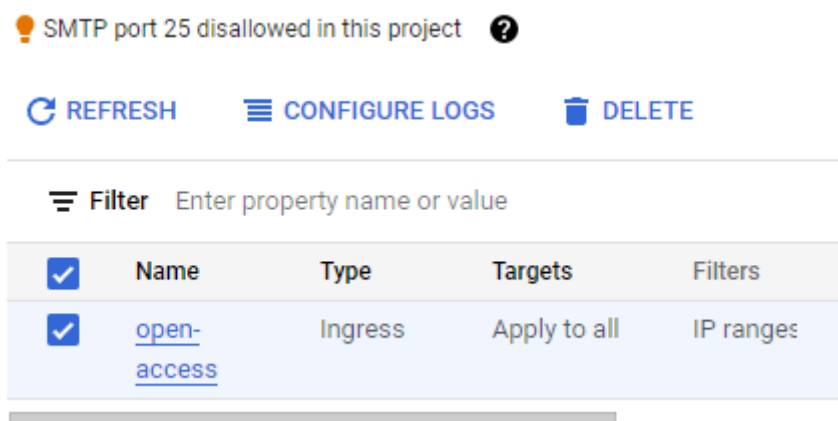 SMTP port 25 disallowed in this project
REFRESH CONFIGURE LOGS DELETE
Filter Enter property name or value
Name Type Targets Filters
open- Ingress Apply to all IP ranges
access